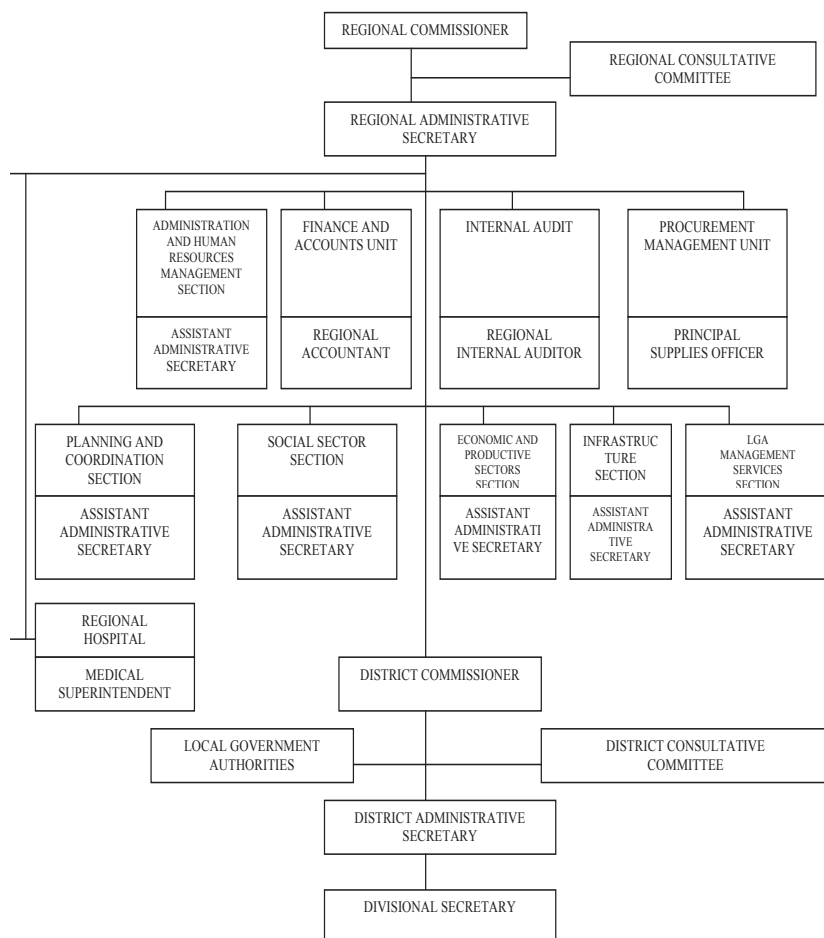 REGIONAL COMMISSIONER
REGIONAL CONSULTATIVE
COMMITTEE
REGIONAL ADMINISTRATIVE
SECRETARY
ADMINISTRATION
AND HUMAN
RESOURCES
MANAGEMENT
SECTION
ASSISTANT
ADMINISTRATIVE
SECRETARY
FINANCE AND
ACCOUNTS UNIT
REGIONAL
ACCOUNTANT
INTERNAL AUDIT
REGIONAL
INTERNAL AUDITOR
PROCUREMENT
MANAGEMENT UNIT
PRINCIPAL
SUPPLIES OFFICER
PLANNING AND
COORDINATION
SECTION
ASSISTANT
ADMINISTRATIVE
SECRETARY
SOCIAL SECTOR
SECTION
ASSISTANT
ADMINISTRATIVE
SECRETARY
ECONOMIC AND
PRODUCTIVE
SECTORS
SECTION
ASSISTANT
ADMINISTRATI
VE SECRETARY
INFRASTRUC
TURE
SECTION
ASSISTANT
ADMINISTRA
TIVE
SECRETARY
LGA
MANAGEMENT
SERVICES
SECTION
ASSISTANT
ADMINISTRATIVE
SECRETARY
REGIONAL
HOSPITAL
MEDICAL
SUPERINTENDENT
DISTRICT COMMISSIONER
LOCAL GOVERNMENT
AUTHORITIES
DISTRICT CONSULTATIVE
COMMITTEE
DISTRICT ADMINISTRATIVE
SECRETARY
DIVISIONAL SECRETARY